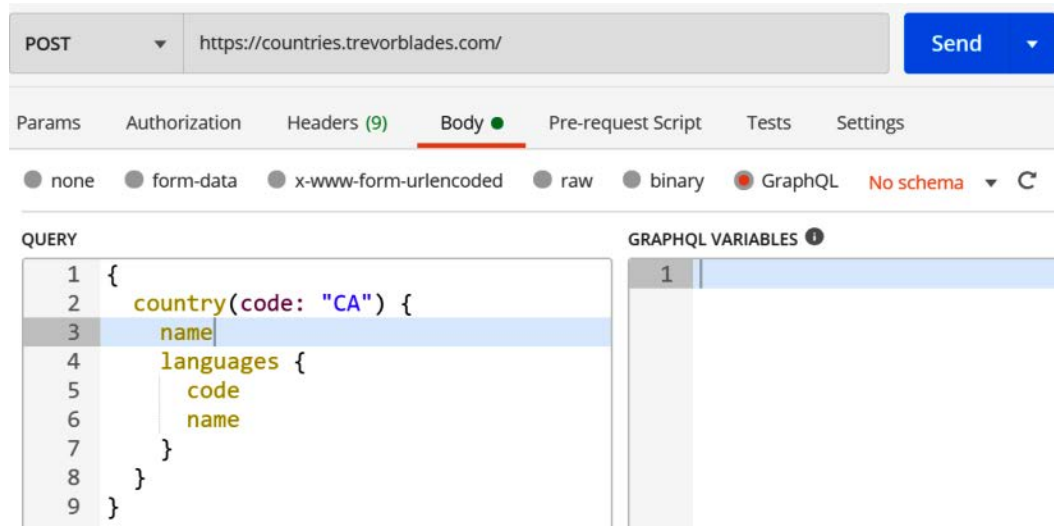 POST https://countries.trevorblades.com/ Send
Params Authorization Headers (9) Body Pre-request Script Tests Settings
none form-data x-www-form-urlencoded raw binary GraphQL No schema
QUERY GRAPHQL VARIABLES
1 { 1
2 country(code: "CA") {
3 name
4 languages {
5 code
6 name
7 }
8 }
9 }